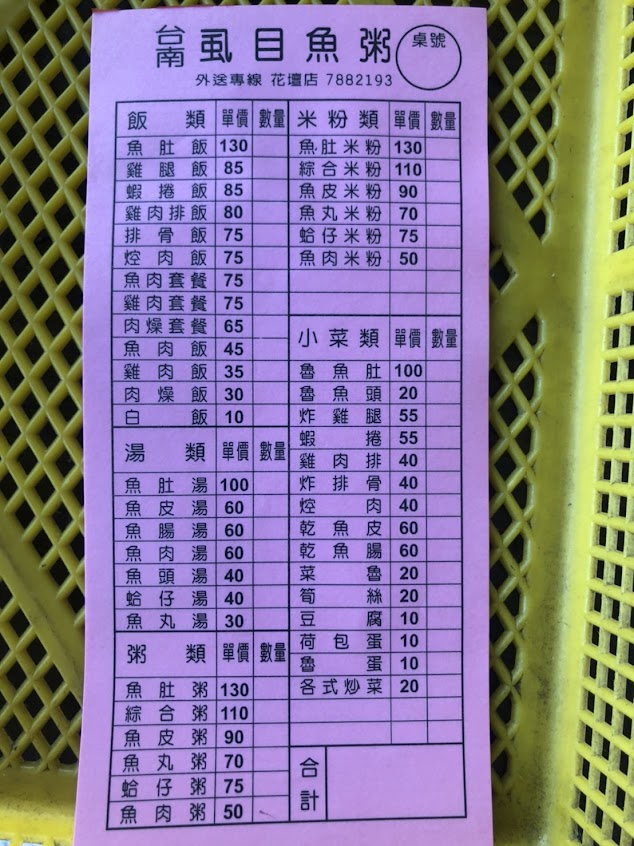 台南 虱目魚粥 桌號
外送專線 花壇店 7882193
飯類 單價 數量
魚肚飯 130
雞腿飯 85
蝦捲飯 85
雞肉排飯 80
排骨飯 75
焢肉飯 75
魚肉套餐 75
雞肉套餐 75
肉燥套餐 65
魚肉飯 45
雞肉飯 35
肉燥飯 30
白飯 10
湯類 單價 數量
魚肚湯 100
魚皮湯 60
魚腸湯 60
魚肉湯 60
魚頭湯 40
蛤仔湯 40
魚丸湯 30
粥類 單價 數量
魚肚粥 130
綜合粥 110
魚皮粥 90
魚丸粥 70
蛤仔粥 75
魚肉粥 50
米粉類 單價 數量
魚肚米粉 130
綜合米粉 110
魚皮米粉 90
魚丸米粉 70
蛤仔米粉 75
魚肉米粉 50
小菜類 單價 數量
魯魚肚 100
魯魚頭 20
炸雞腿 55
蝦捲 55
雞肉排 40
炸排骨 40
焢肉 40
乾魚皮 60
乾魚腸 60
菜魯 20
筍絲 20
豆腐 10
荷包蛋 10
魯蛋 10
各式炒菜 20
合計